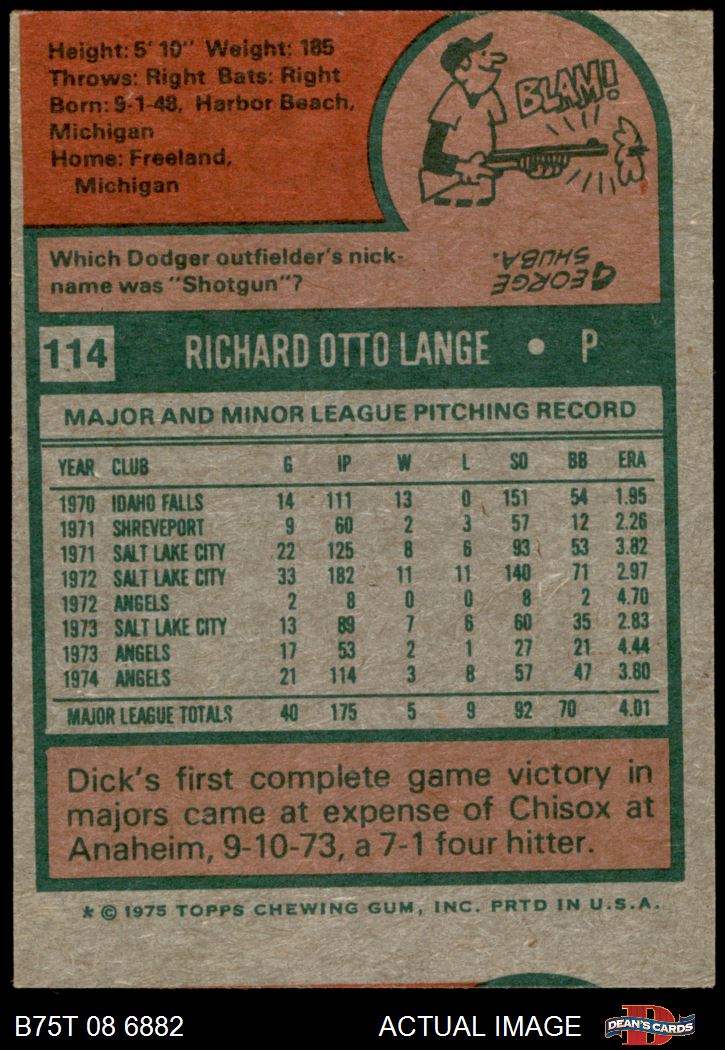 Height: 5' 10" Weight: 185
Throws: Right Bats: Right
Born: 9-1-48, Harbor Beach,
Michigan
Home: Freeland,
Michigan
BLAM!
Which Dodger outfielder's nick-
name was "Shotgun"?
GEORGE
SHUBA.
114 RICHARD OTTO LANGE • P
MAJOR AND MINOR LEAGUE PITCHING RECORD
YEAR CLUB G IP W L SO BB ERA
1970 IDAHO FALLS 14 111 13 0 151 54 1.95
1971 SHREVEPORT 9 60 2 3 57 12 2.26
1971 SALT LAKE CITY 22 125 8 6 93 53 3.82
1972 SALT LAKE CITY 33 182 11 11 140 71 2.97
1972 ANGELS 2 8 0 0 8 2 4.70
1973 SALT LAKE CITY 13 89 7 6 60 35 2.83
1973 ANGELS 17 53 2 1 27 21 4.44
1974 ANGELS 21 114 3 8 57 47 3.80
MAJOR LEAGUE TOTALS 40 175 5 9 92 70 4.01
Dick's first complete game victory in
majors came at expense of Chisox at
Anaheim, 9-10-73, a 7-1 four hitter.
* © 1975 TOPPS CHEWING GUM, INC. PRTD IN U.S.A.
B75T 08 6882 ACTUAL IMAGE DEAN'S CARDS